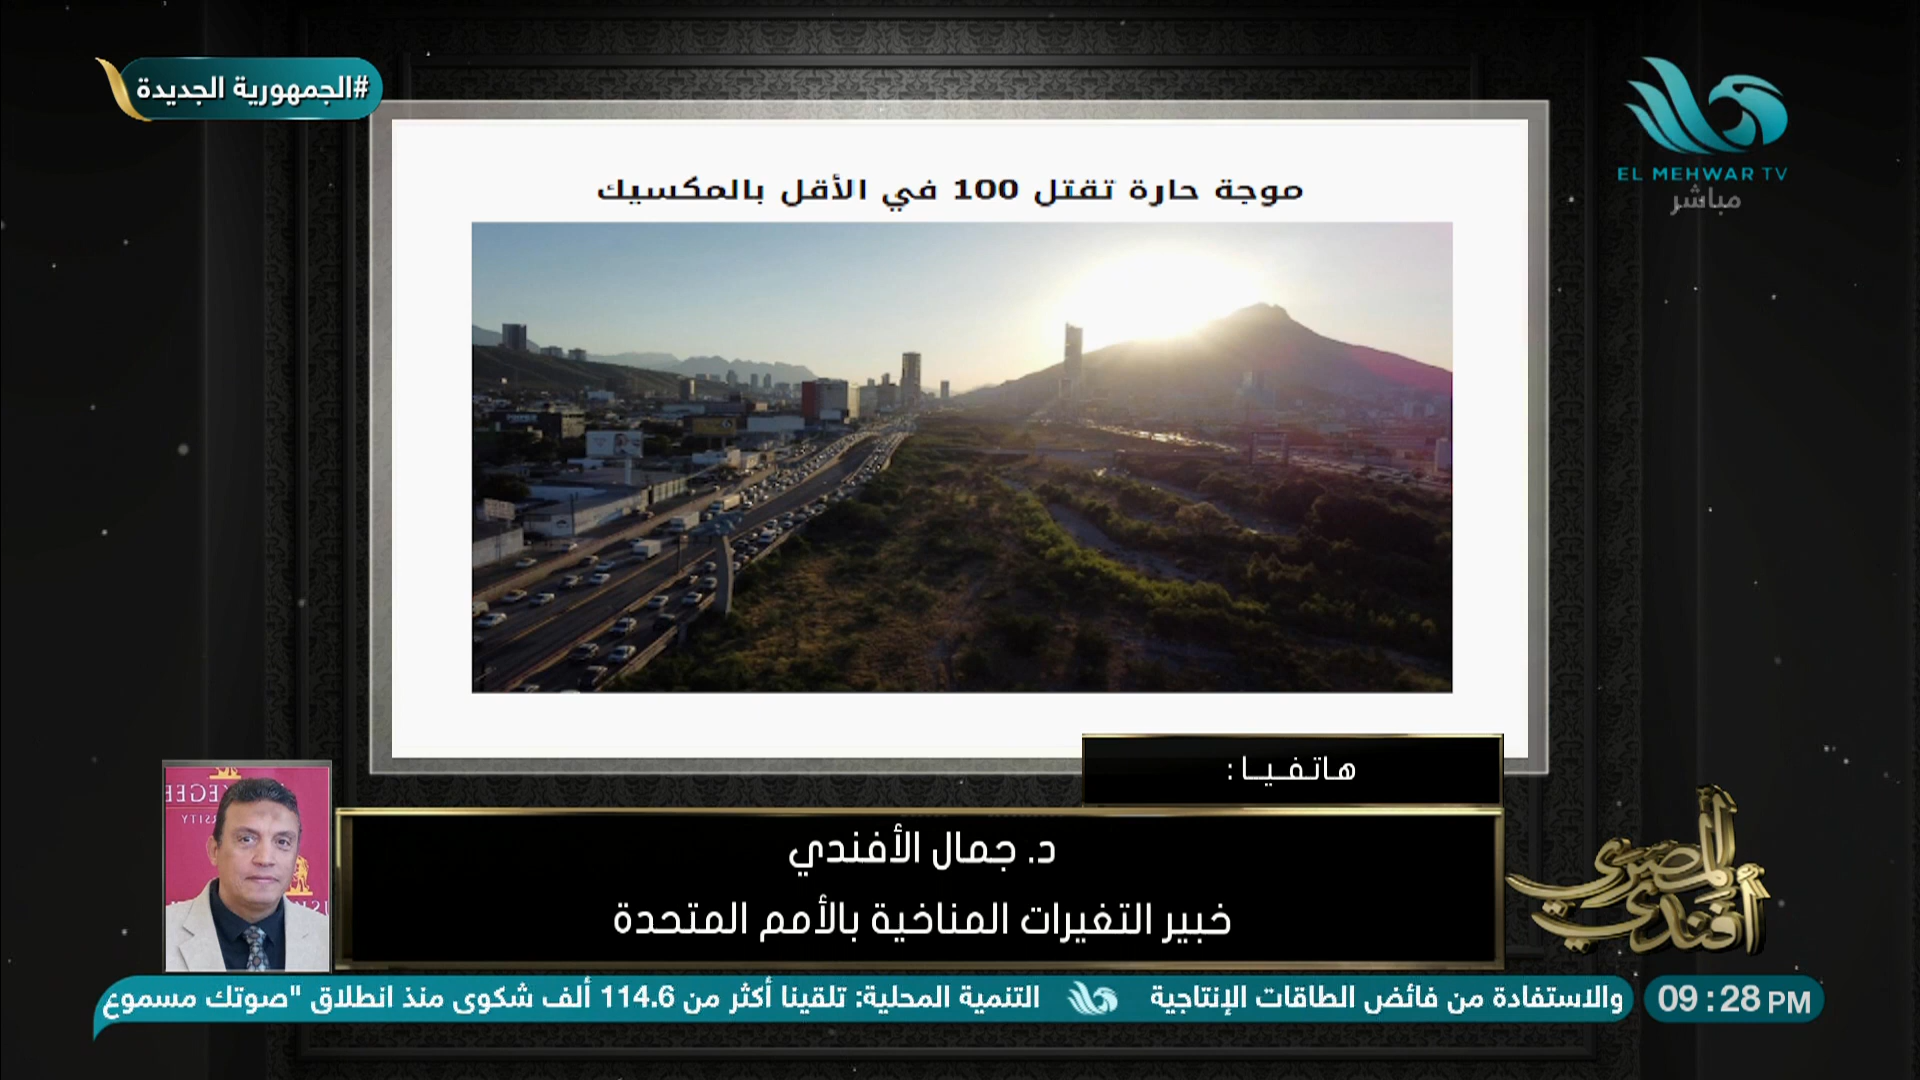 #الجمهورية الجديدة
EL MEHWAR TV
مباشر
موجة حارة تقتل 100 في الأقل بالمكسيك
هاتفيا :
د. جمال الأفندي
خبير التغيرات المناخية بالأمم المتحدة
المصري أفندي
والاستفادة من فائض الطاقات الإنتاجية
التنمية المحلية: تلقينا أكثر من 114.6 ألف شكوى منذ انطلاق "صوتك مسموع
09:28 PM